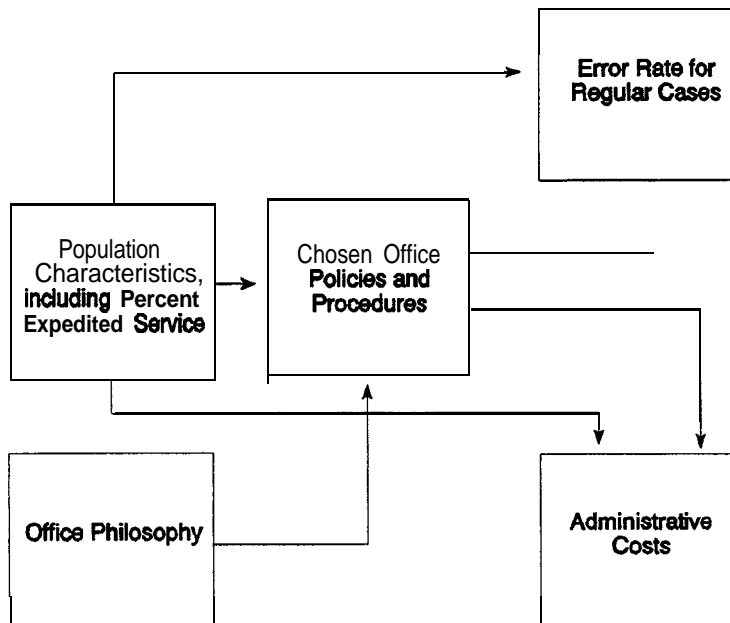 Error Rate for
Regular Cases
Population
Characteristics,
including Percent
Expedited Service
Chosen Office
Policies and
Procedures
Office Philosophy
Administrative
Costs